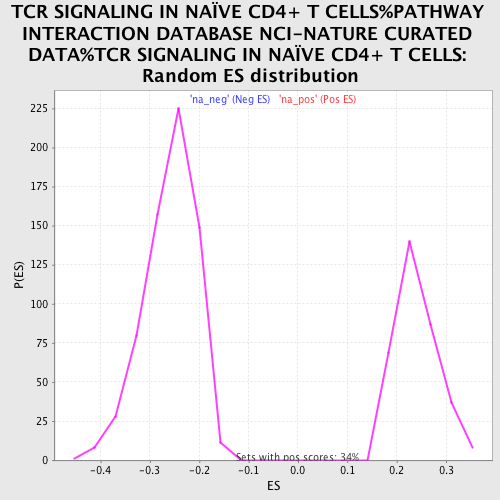 TCR SIGNALING IN NAÏVE CD4+ T CELLS%PATHWAY
INTERACTION DATABASE NCI-NATURE CURATED
DATA%TCR SIGNALING IN NAÏVE CD4+ T CELLS:
Random ES distribution
'na_neg' (Neg ES) 'na_pos' (Pos ES)
225
200
175
150
125
100
75
50
25
0
P(ES)
Sets with pos scores: 34%
-0.4 -0.3 -0.2 -0.1 0.0 0.1 0.2 0.3
ES